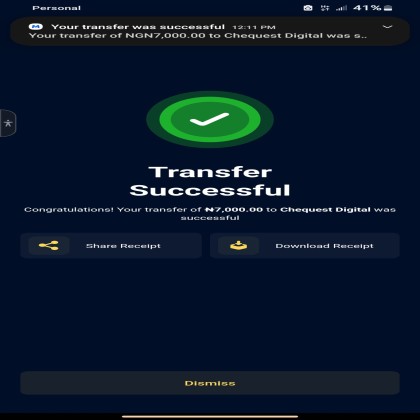 Personal
41%
Your transfer was successful 12:11 PM
Your transfer of NGN7,000.00 to Chequest Digital was s..
Transfer
Successful
Congratulations! Your transfer of ₦7,000.00 to Chequest Digital was
successful
Share Receipt
Download Receipt
Dismiss